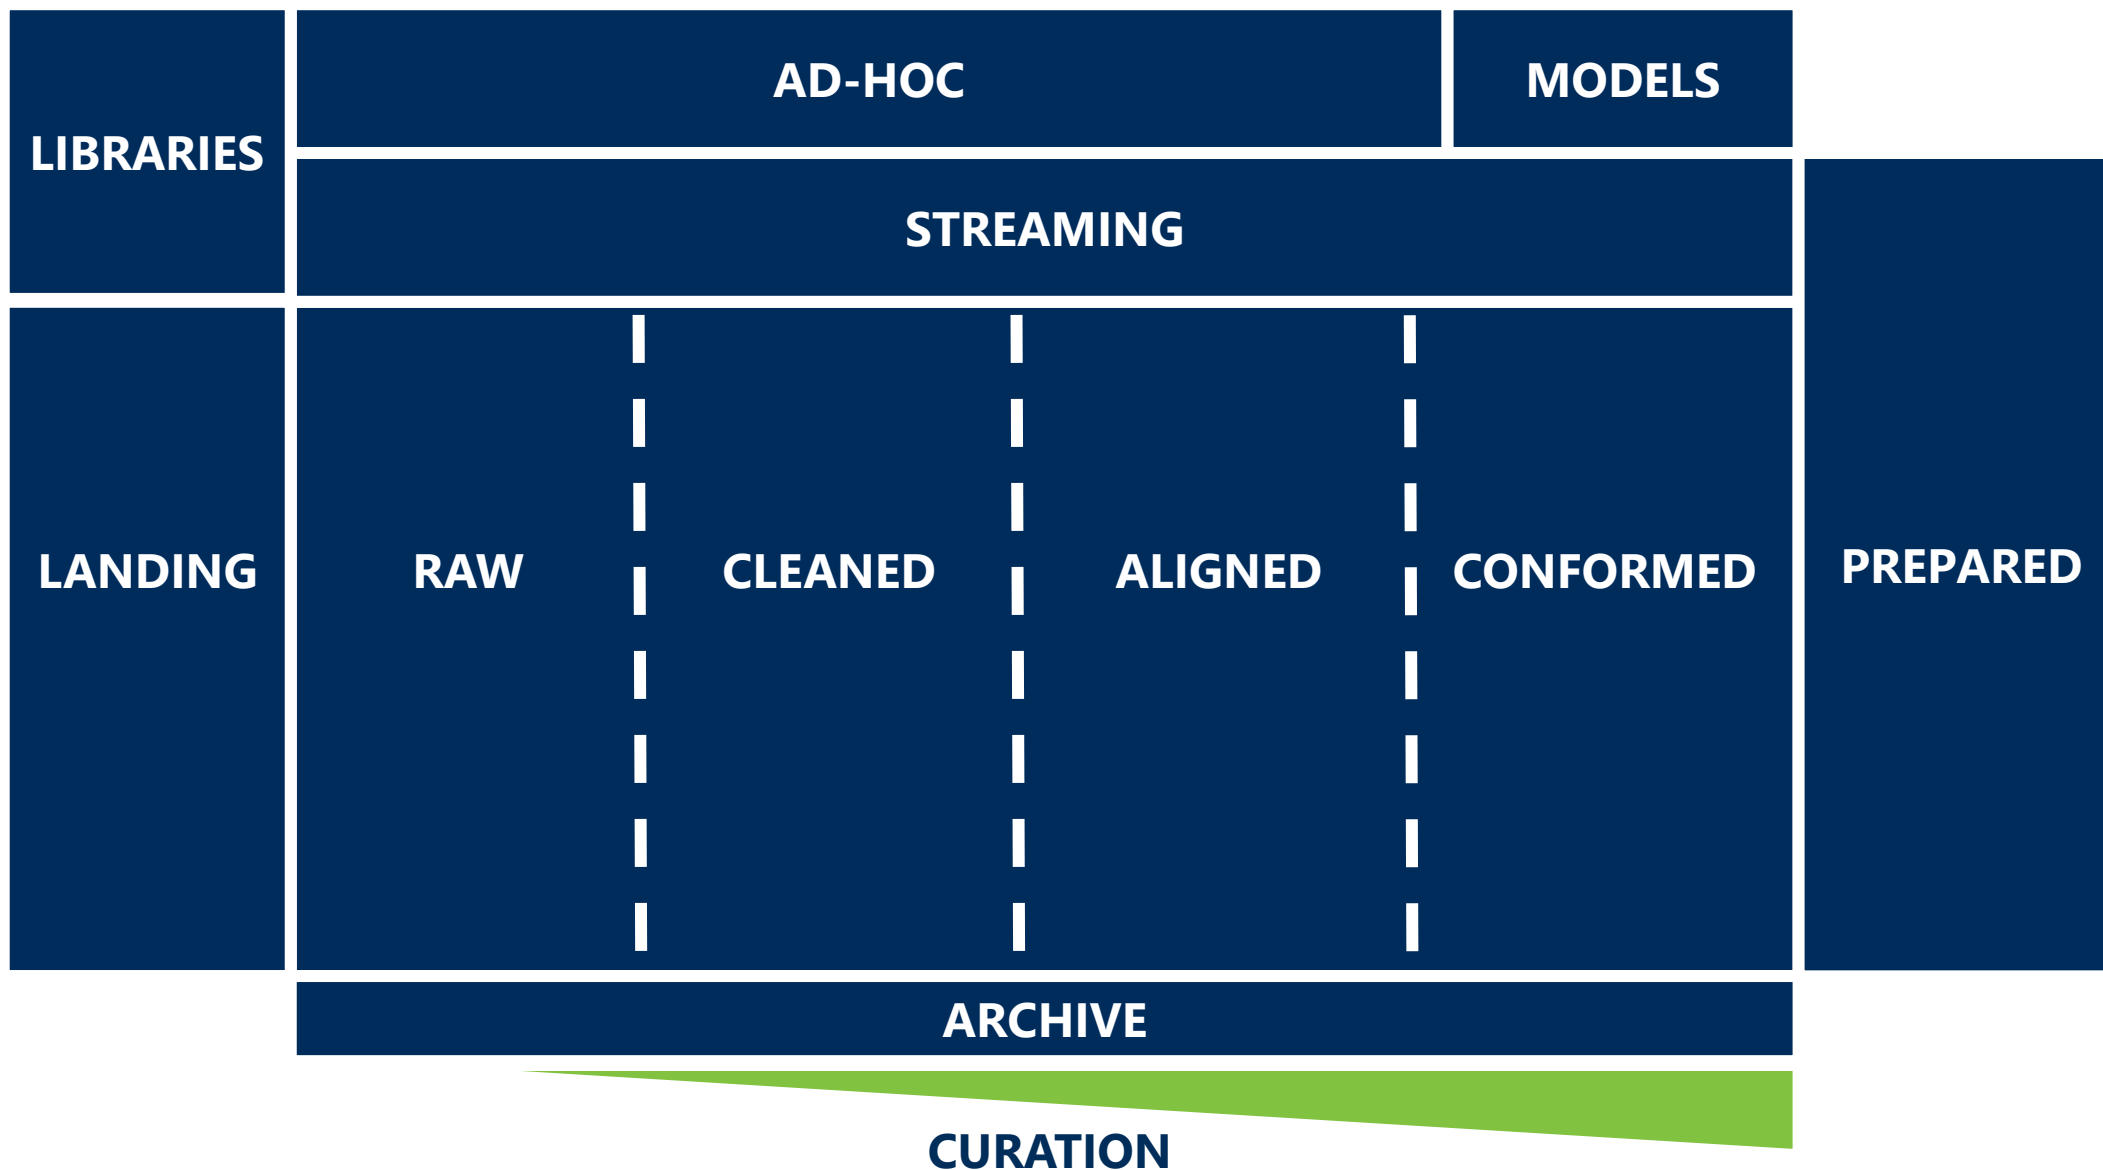 LIBRARIES
AD-HOC
MODELS
STREAMING
LANDING
RAW
CLEANED
ALIGNED
CONFORMED
PREPARED
ARCHIVE
CURATION